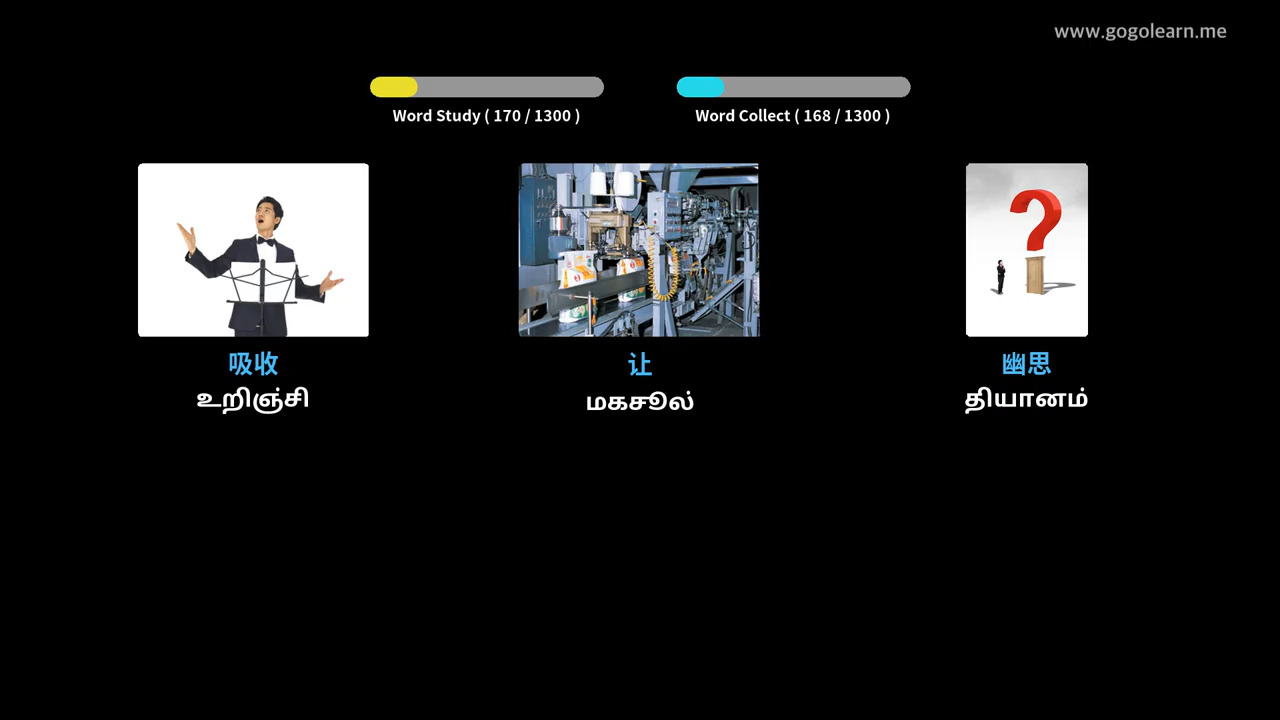 www.gogolearn.me
Word Study ( 170 / 1300 )
Word Collect ( 168 / 1300 )
吸收
உறிஞ்சி
让
மகசூல்
幽思
தியானம்